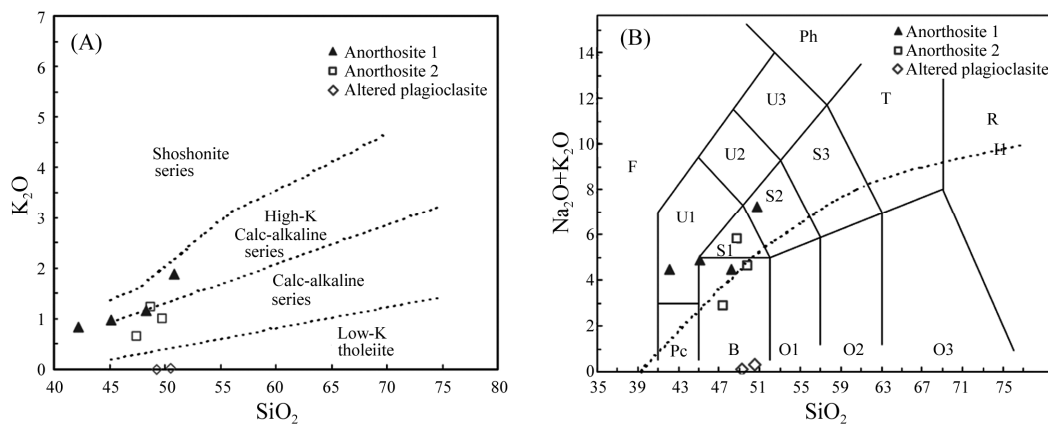 (A)
Anorthosite 1
Anorthosite 2
Altered plagioclasite
Shoshonite
series
High-K
Calc-alkaline
series
Calc-alkaline
series
Low-K
tholeiite
K₂O
7
6
5
4
3
2
1
0
40 45 50 55 60 65 70 75 80
SiO₂
(B)
Anorthosite 1
Anorthosite 2
Altered plagioclasite
Ph
U3
T
R
H
F
U2
S3
U1
S2
S1
Pc
B
O1
O2
O3
Na₂O+K₂O
14
12
10
8
6
4
2
0
35 39 43 47 51 55 59 63 67 71 75
SiO₂